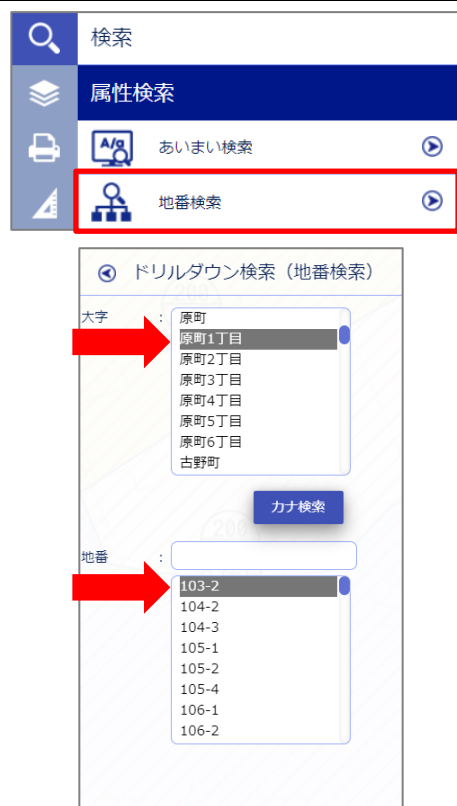 検索
属性検索
あいまい検索
地番検索
ドリルダウン検索（地番検索）
大字 :
原町
原町1丁目
原町2丁目
原町3丁目
原町4丁目
原町5丁目
原町6丁目
古野町
カナ検索
地番 :
103-2
104-2
104-3
105-1
105-2
105-4
106-1
106-2